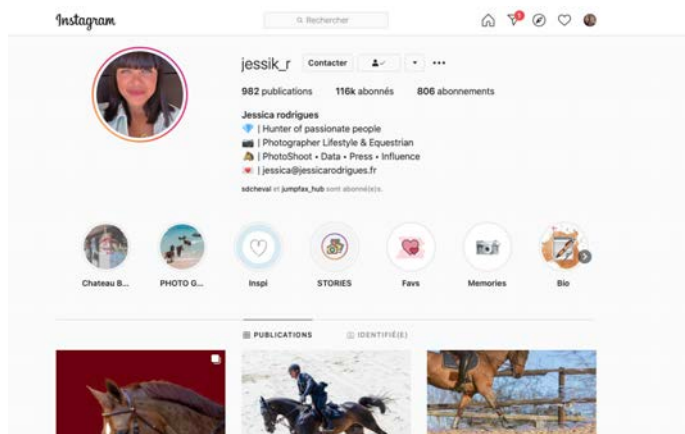 Instagram
Rechercher
5
jessik_r Contacter
982 publications 116k abonnés 806 abonnements
Jessica rodrigues
💎 | Hunter of passionate people
📷 | Photographer Lifestyle & Equestrian
🐴 | PhotoShoot • Data • Press • Influence
💌 | jessica@jessicarodrigues.fr
sdcheval et jumpfax_hub sont abonné(e)s.
Chateau B... PHOTO G... Inspi STORIES Favs Memories Bio
PUBLICATIONS IDENTIFIÉ(E)